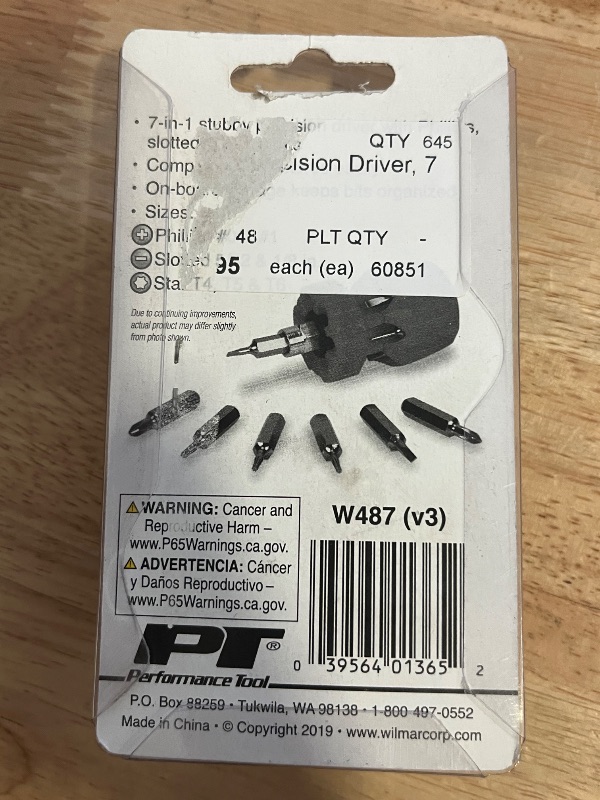 • 7-in-1 stubby
slotted
QTY 645
• Comp
ision Driver, 7
• On-bo
• Sizes
Phil # 48 PLT QTY -
Slotted 95 each (ea) 60851
Sta T4,
Due to continuing improvements,
actual product may differ slightly
from photo shown.
WARNING: Cancer and
Reproductive Harm –
www.P65Warnings.ca.gov.
ADVERTENCIA: Cáncer
y Daños Reproductivo –
www.P65Warnings.ca.gov.
W487 (v3)
0 39564 01365 2
PT®
Performance Tool
P.O. Box 88259 • Tukwila, WA 98138 • 1-800 497-0552
Made in China • © Copyright 2019 • www.wilmarcorp.com